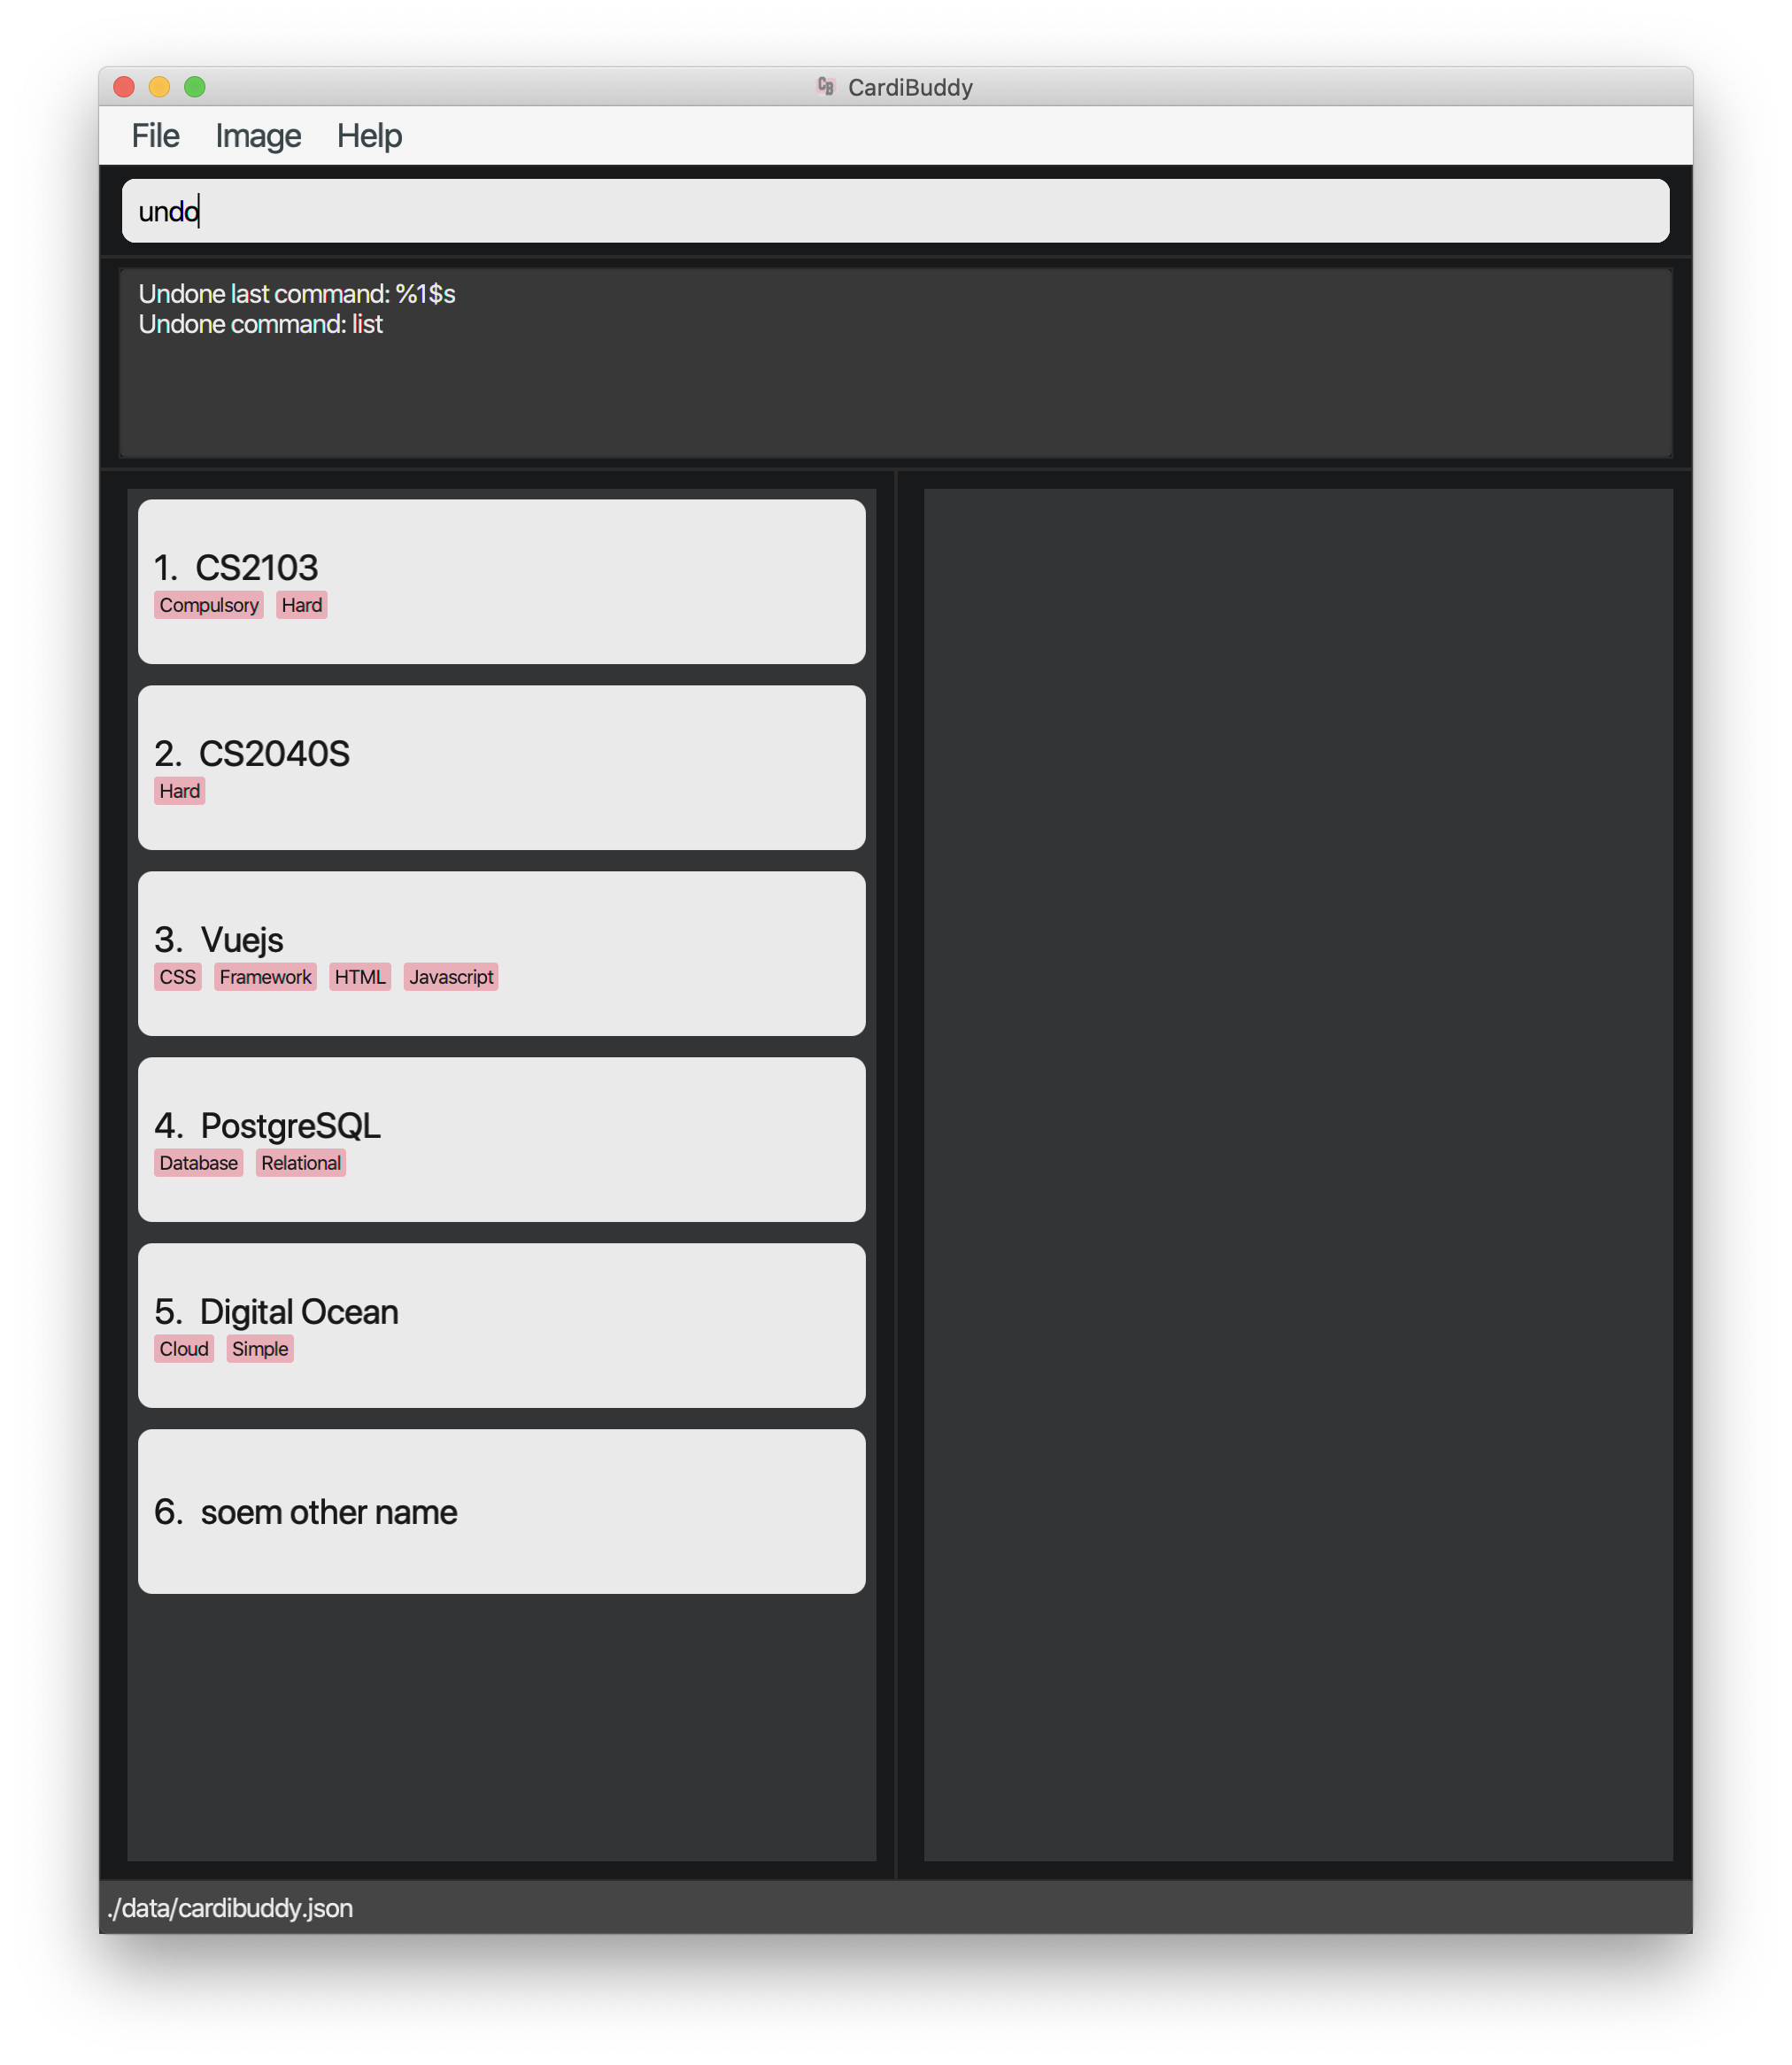 CB CardiBuddy
File Image Help
undo
Undone last command: %1$s
Undone command: list
1. CS2103
Compulsory Hard
2. CS2040S
Hard
3. Vuejs
CSS Framework HTML Javascript
4. PostgreSQL
Database Relational
5. Digital Ocean
Cloud Simple
6. soem other name
./data/cardibuddy.json